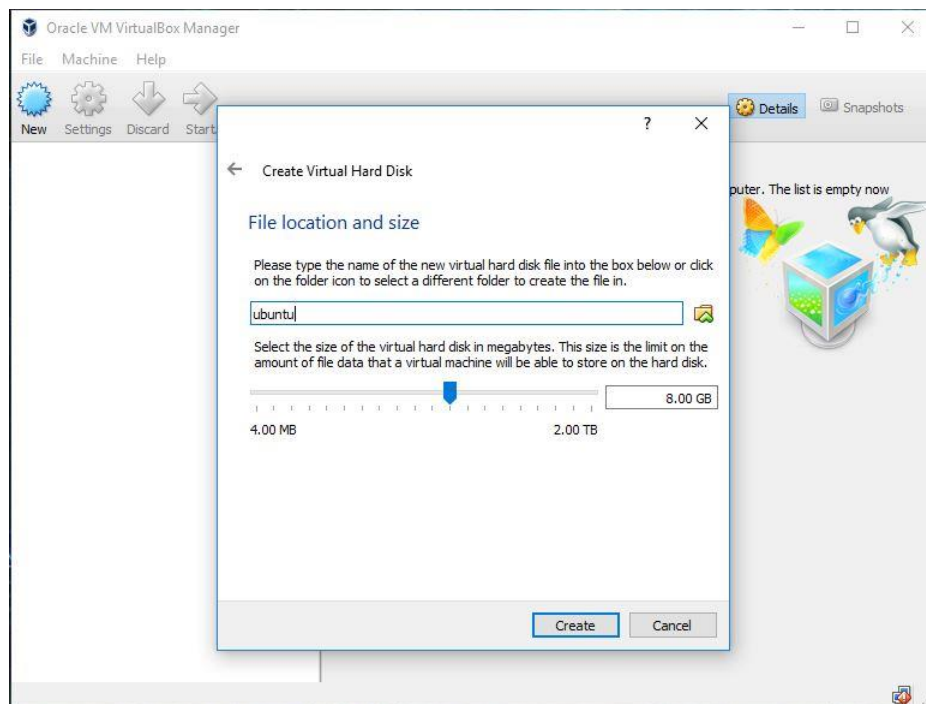 Oracle VM VirtualBox Manager
File Machine Help
New Settings Discard Start
Details Snapshots
puter. The list is empty now
? X
Create Virtual Hard Disk
File location and size
Please type the name of the new virtual hard disk file into the box below or click
on the folder icon to select a different folder to create the file in.
ubuntu
Select the size of the virtual hard disk in megabytes. This size is the limit on the
amount of file data that a virtual machine will be able to store on the hard disk.
8.00 GB
4.00 MB 2.00 TB
Create Cancel